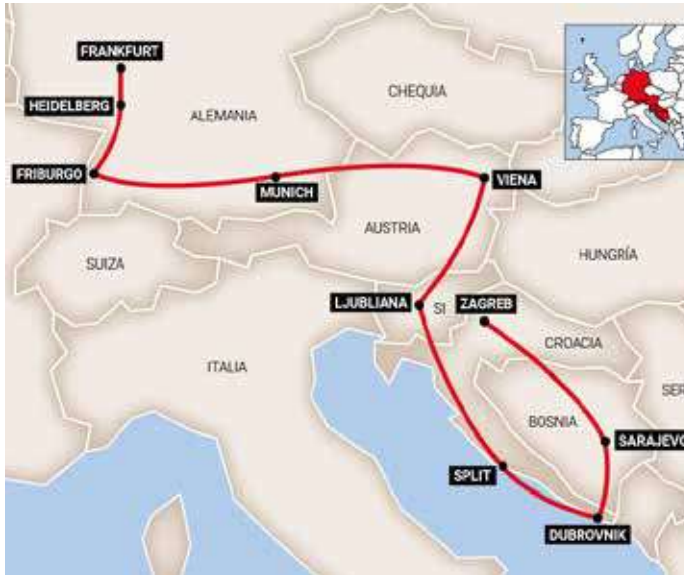 FRANKFURT
CHEQUIA
HEIDELBERG
ALEMANIA
FRIBURGO
MUNICH
VIENA
AUSTRIA
SUIZA
HUNGRÍA
LJUBLIANA
SI
ZAGREB
CROACIA
ITALIA
SER
BOSNIA
SARAJEVO
SPLIT
DUBROVNIK